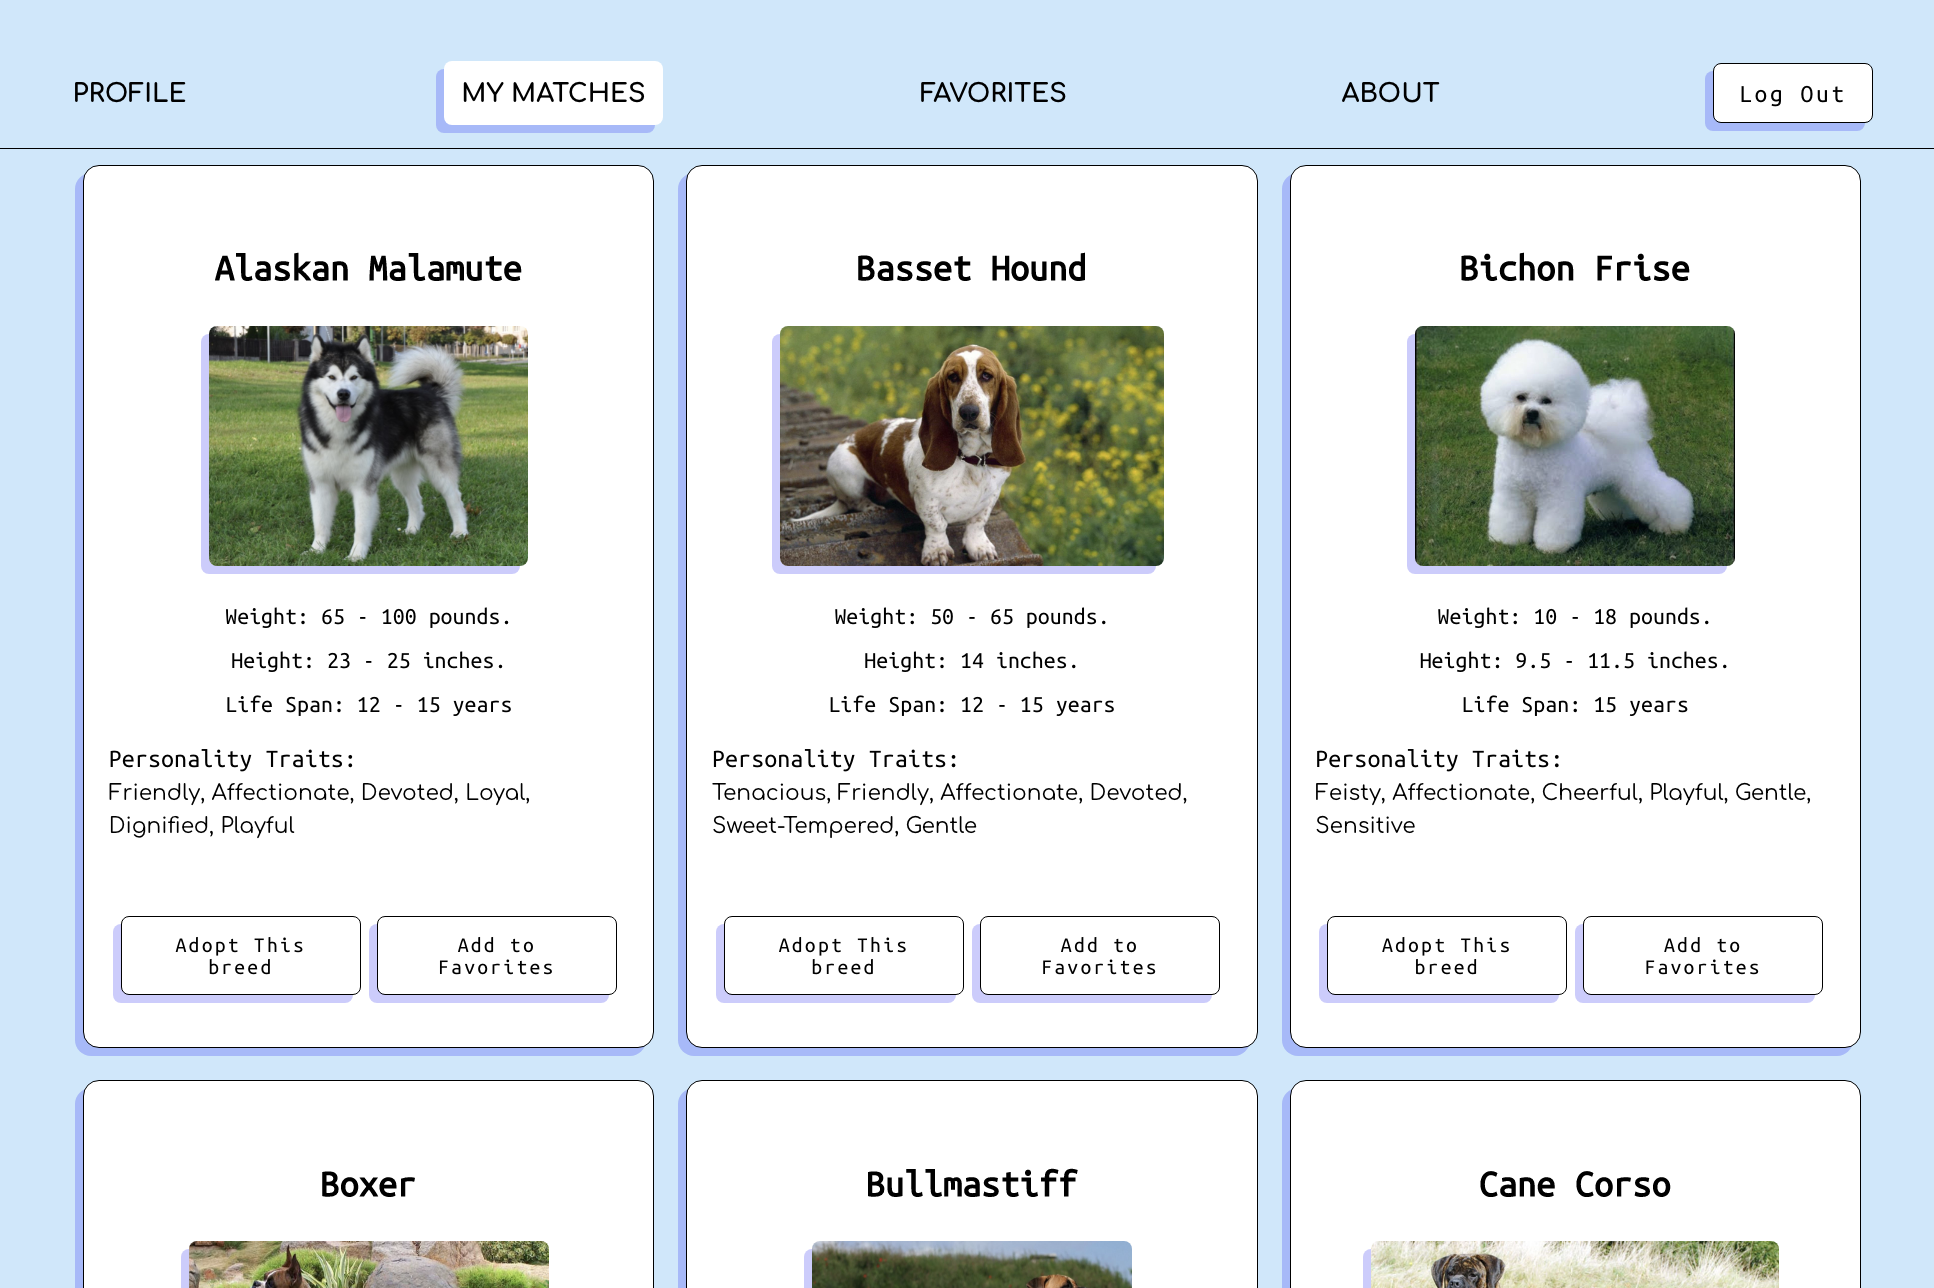 PROFILE
MY MATCHES
FAVORITES
ABOUT
Log Out
Alaskan Malamute
Weight: 65 - 100 pounds.
Height: 23 - 25 inches.
Life Span: 12 - 15 years
Personality Traits:
Friendly, Affectionate, Devoted, Loyal,
Dignified, Playful
Adopt This
breed
Add to
Favorites
Basset Hound
Weight: 50 - 65 pounds.
Height: 14 inches.
Life Span: 12 - 15 years
Personality Traits:
Tenacious, Friendly, Affectionate, Devoted,
Sweet-Tempered, Gentle
Adopt This
breed
Add to
Favorites
Bichon Frise
Weight: 10 - 18 pounds.
Height: 9.5 - 11.5 inches.
Life Span: 15 years
Personality Traits:
Feisty, Affectionate, Cheerful, Playful, Gentle,
Sensitive
Adopt This
breed
Add to
Favorites
Boxer
Bullmastiff
Cane Corso